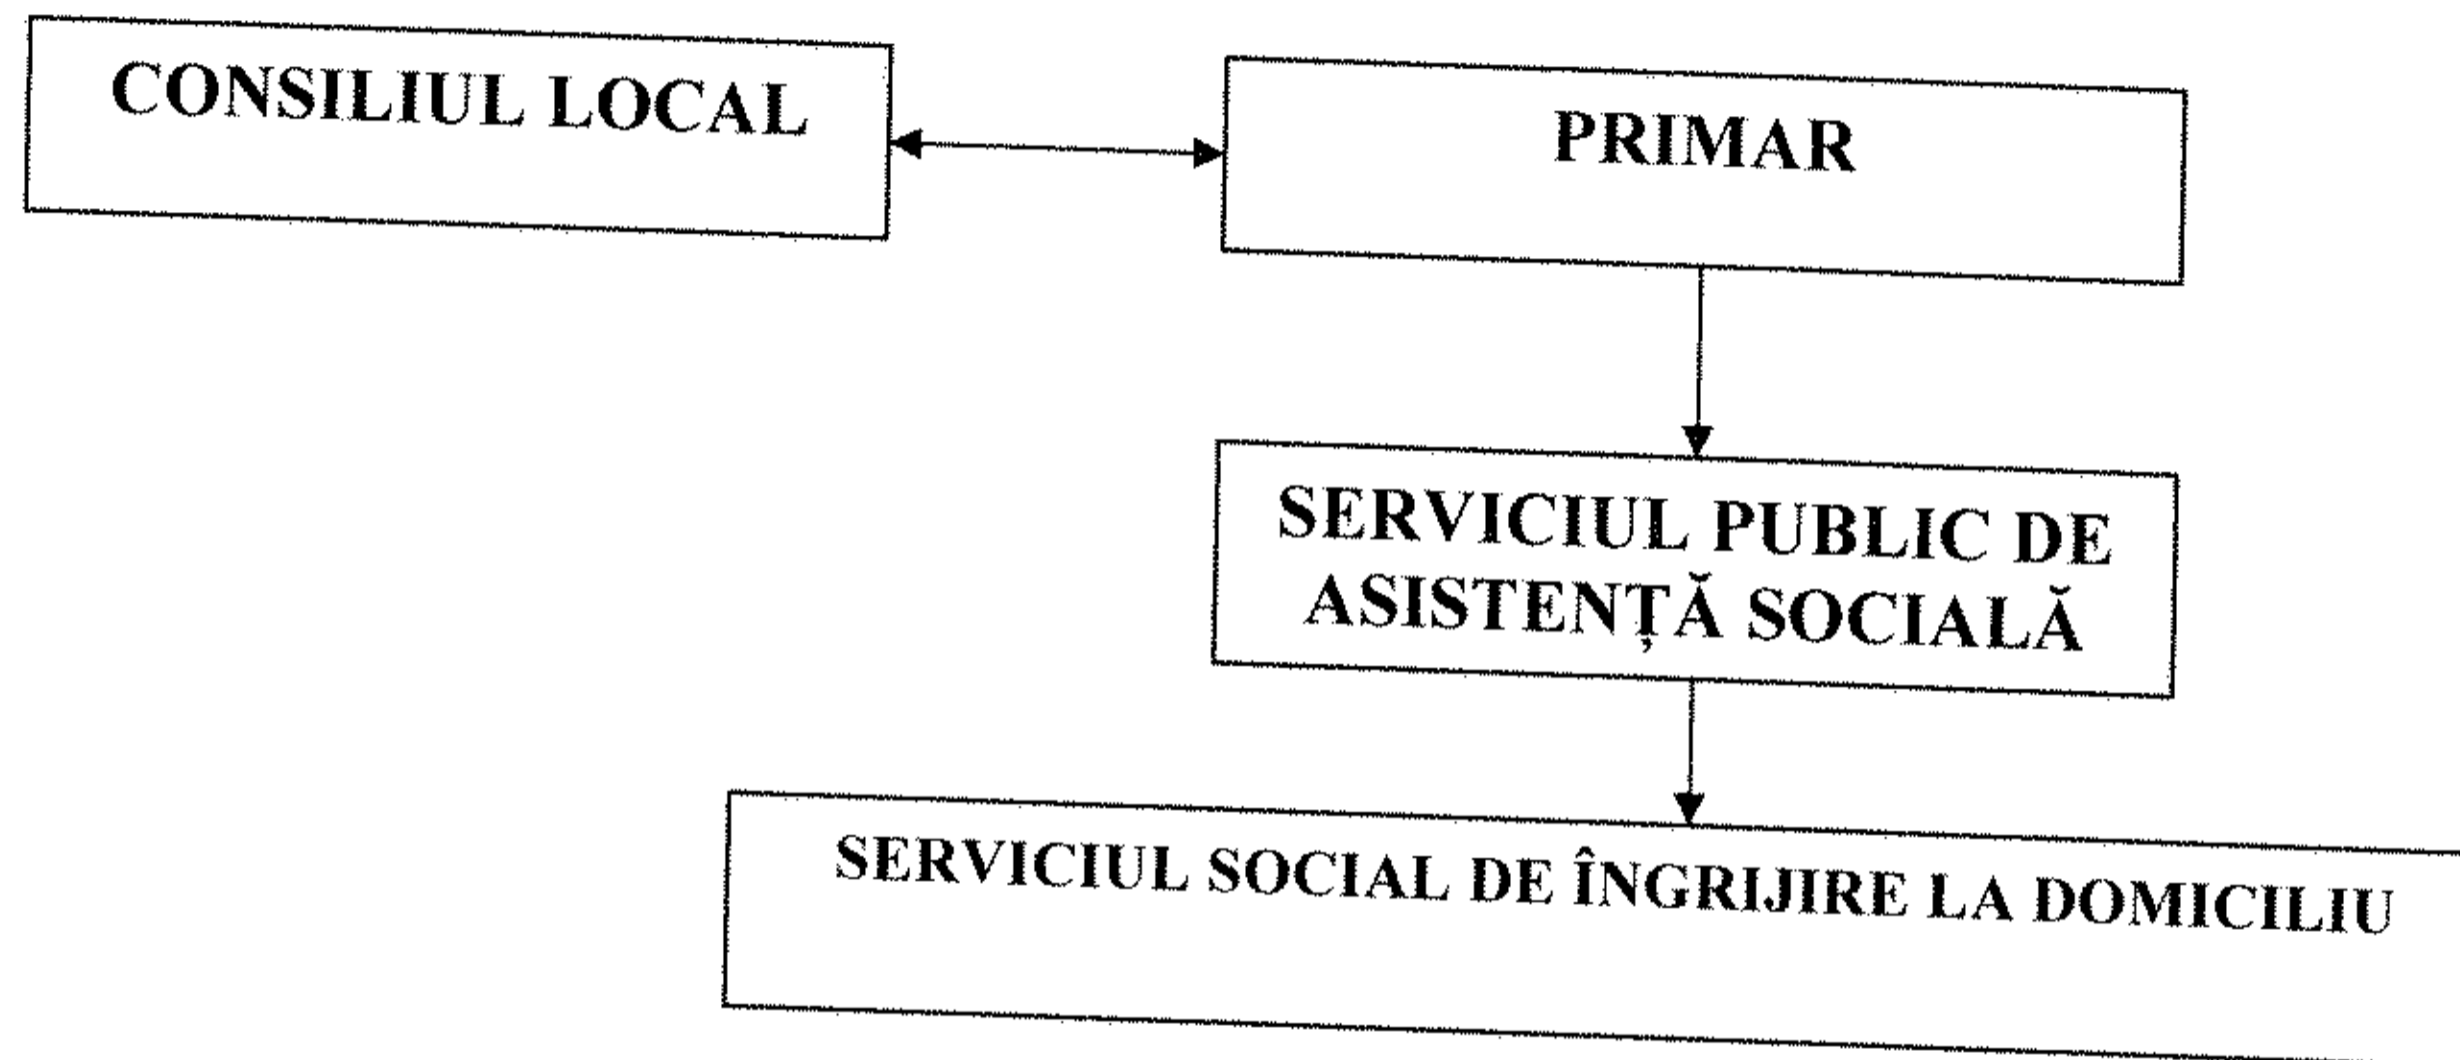 CONSILIUL LOCAL
PRIMAR
SERVICIUL PUBLIC DE
ASISTENȚĂ SOCIALĂ
SERVICIUL SOCIAL DE ÎNGRIJIRE LA DOMICILIU